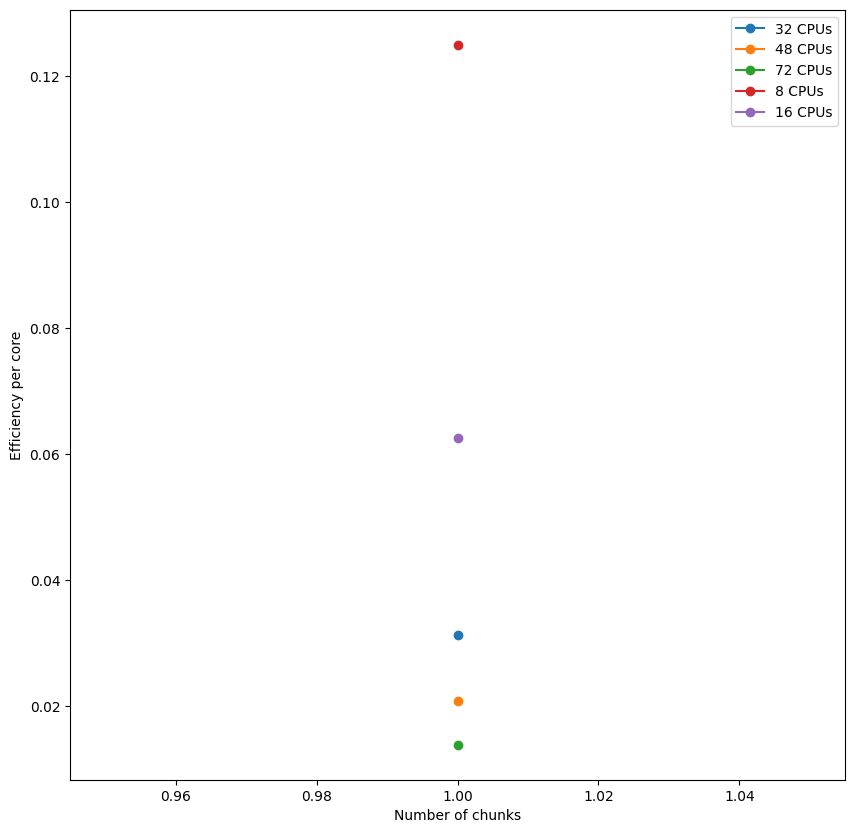 32 CPUs
48 CPUs
72 CPUs
8 CPUs
16 CPUs
0.12
0.10
0.08
0.06
0.04
0.02
Efficiency per core
0.96
0.98
1.00
1.02
1.04
Number of chunks